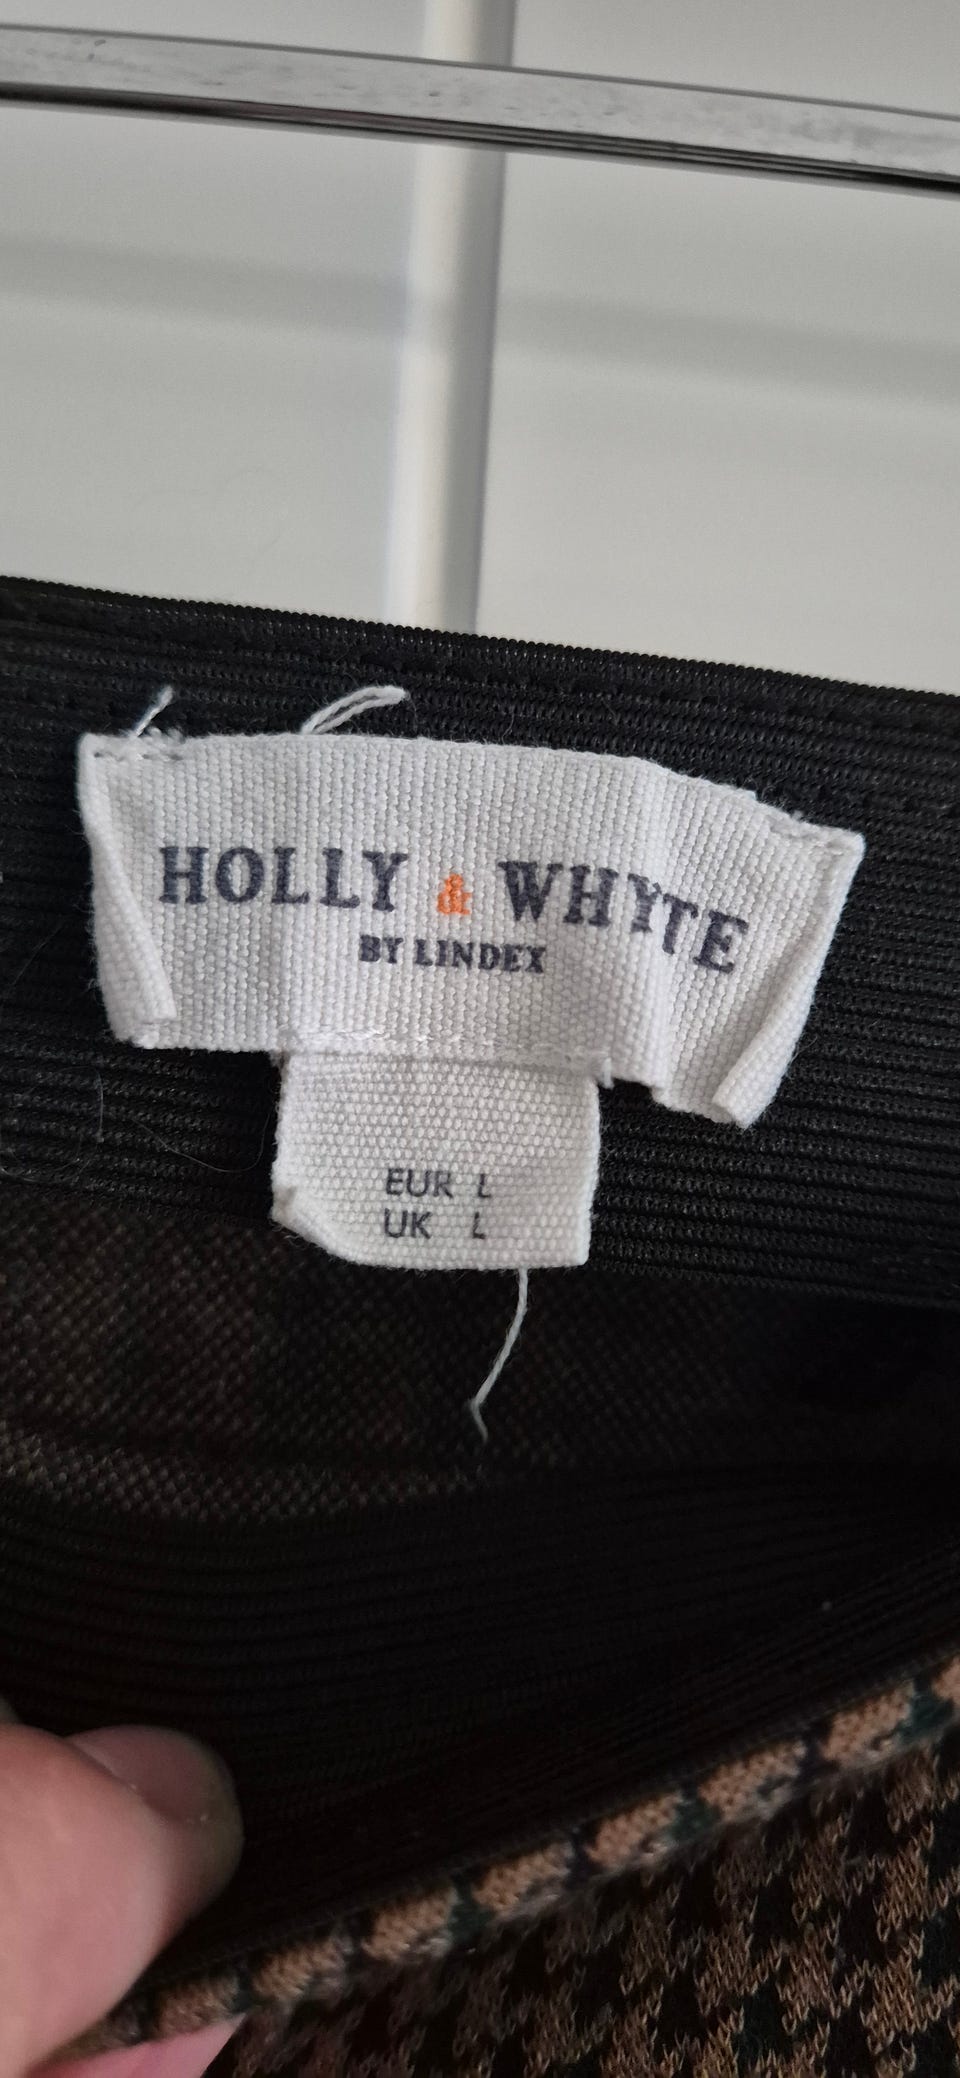 HOLLY & WHYTE
BY LINDEX
EUR L
UK L